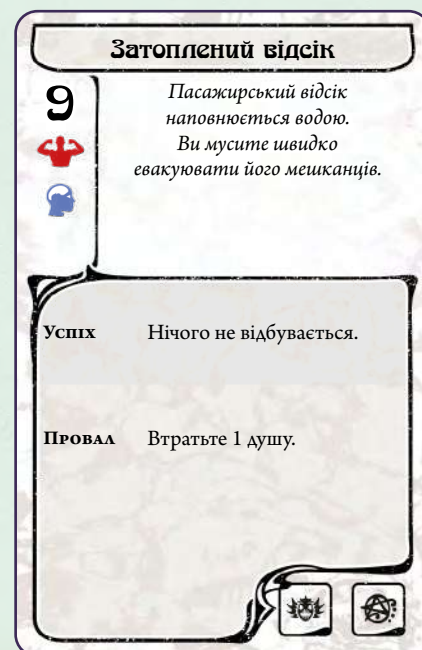 Затоплений відсік
9
Пасажирський відсік
наповнюється водою.
Ви мусите швидко
евакуювати його мешканців.
Успіх Нічого не відбувається.
Провал Втратьте 1 душу.